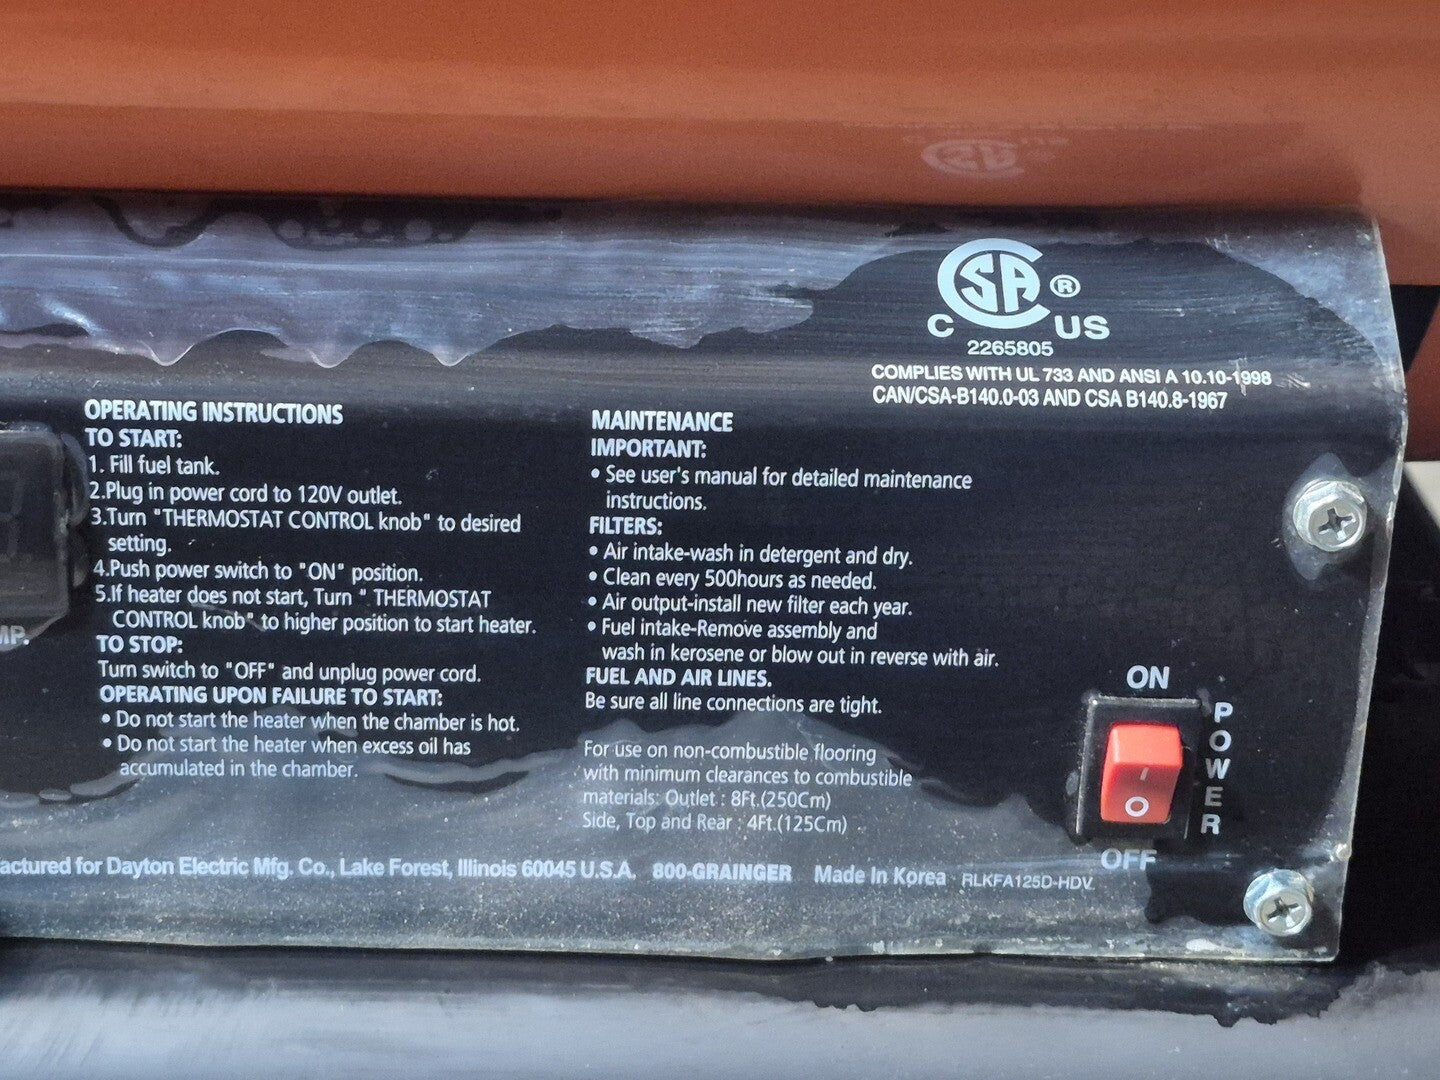 CSA ®
C US
2265805
COMPLIES WITH UL 733 AND ANSI A 10.10-1998
CAN/CSA-B140.0-03 AND CSA B140.8-1967
OPERATING INSTRUCTIONS
TO START:
1. Fill fuel tank.
2.Plug in power cord to 120V outlet.
3.Turn "THERMOSTAT CONTROL knob" to desired
setting.
4.Push power switch to "ON" position.
5.If heater does not start, Turn " THERMOSTAT
CONTROL knob" to higher position to start heater.
TO STOP:
Turn switch to "OFF" and unplug power cord.
OPERATING UPON FAILURE TO START:
• Do not start the heater when the chamber is hot.
• Do not start the heater when excess oil has
accumulated in the chamber.
MAINTENANCE
IMPORTANT:
• See user's manual for detailed maintenance
instructions.
FILTERS:
• Air intake-wash in detergent and dry.
• Clean every 500hours as needed.
• Air output-install new filter each year.
• Fuel intake-Remove assembly and
wash in kerosene or blow out in reverse with air.
FUEL AND AIR LINES.
Be sure all line connections are tight.
For use on non-combustible flooring
with minimum clearances to combustible
materials: Outlet : 8Ft.(250Cm)
Side, Top and Rear : 4Ft.(125Cm)
ON
POWER
I
O
OFF
MP.
actured for Dayton Electric Mfg. Co., Lake Forest, Illinois 60045 U.S.A. 800-GRAINGER Made In Korea RLKFA125D-HDV